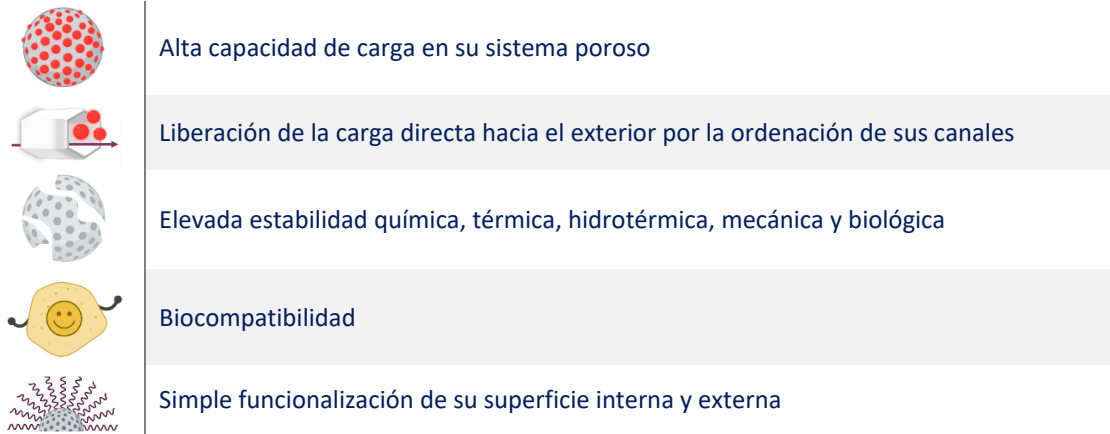 Alta capacidad de carga en su sistema poroso
Liberación de la carga directa hacia el exterior por la ordenación de sus canales
Elevada estabilidad química, térmica, hidrotérmica, mecánica y biológica
Biocompatibilidad
Simple funcionalización de su superficie interna y externa